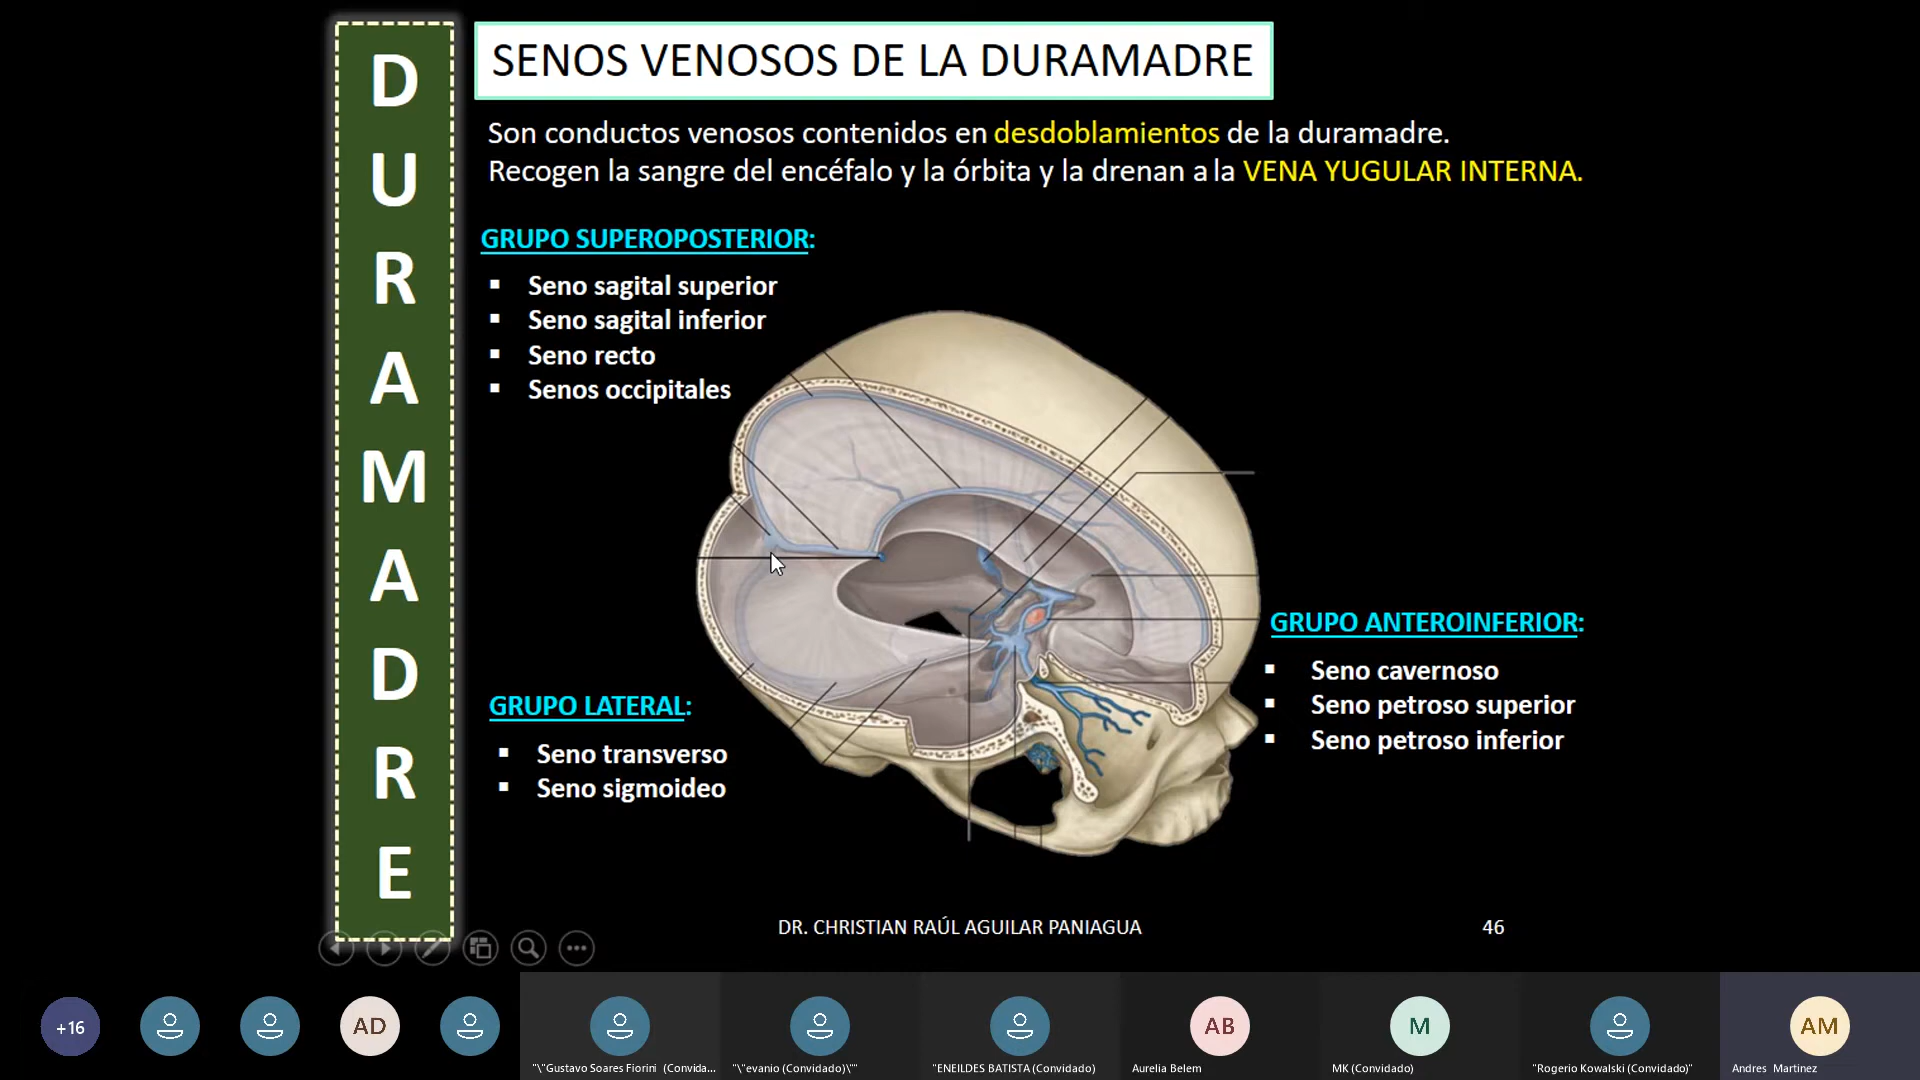 DURAMADRE
SENOS VENOSOS DE LA DURAMADRE
Son conductos venosos contenidos en desdoblamientos de la duramadre.
Recogen la sangre del encéfalo y la órbita y la drenan a la VENA YUGULAR INTERNA.
GRUPO SUPEROPOSTERIOR:
▪ Seno sagital superior
▪ Seno sagital inferior
▪ Seno recto
▪ Senos occipitales
GRUPO LATERAL:
▪ Seno transverso
▪ Seno sigmoideo
GRUPO ANTEROINFERIOR:
▪ Seno cavernoso
▪ Seno petroso superior
▪ Seno petroso inferior
DR. CHRISTIAN RAÚL AGUILAR PANIAGUA
46
+16
AD
AB
M
AM
"\"Gustavo Soares Fiorini (Convida...
"\"evanio (Convidado)\""
"ENEILDES BATISTA (Convidado)
Aurelia Belem
MK (Convidado)
"Rogerio Kowalski (Convidado)"
Andres Martinez